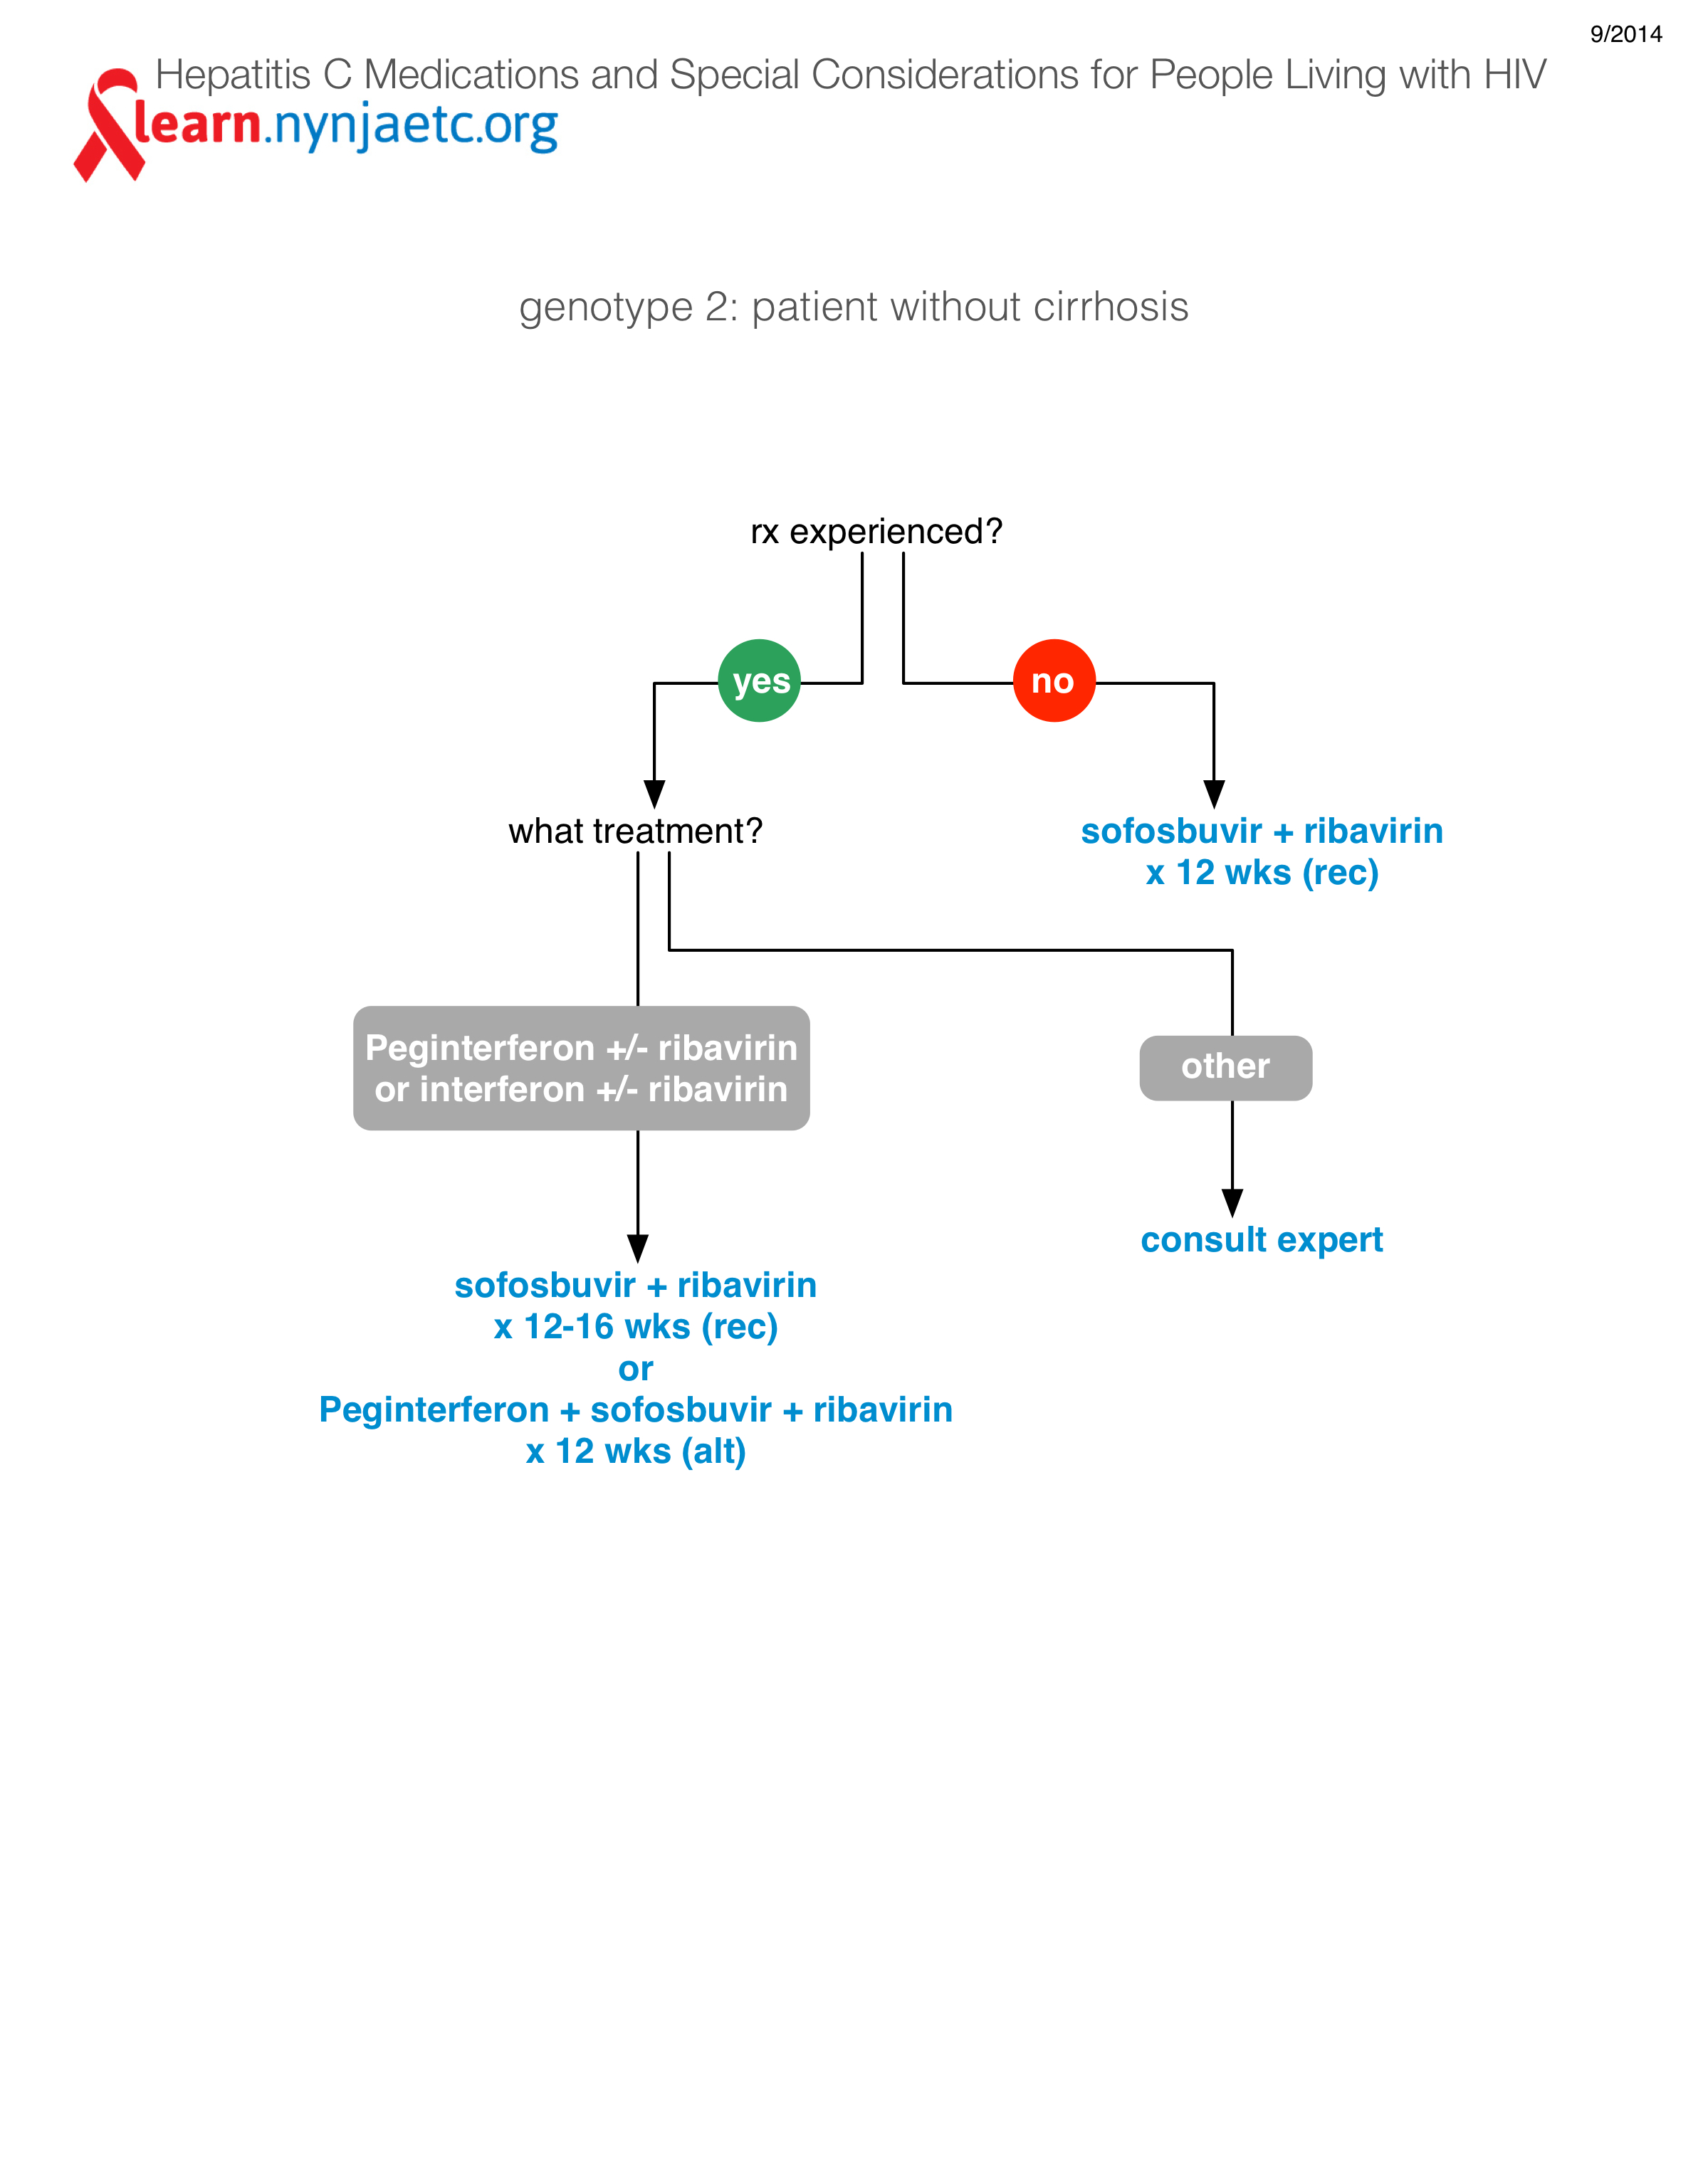 9/2014
Hepatitis C Medications and Special Considerations for People Living with HIV
learn.nynjaetc.org
genotype 2: patient without cirrhosis
rx experienced?
yes
no
what treatment?
sofosbuvir + ribavirin
x 12 wks (rec)
Peginterferon +/- ribavirin
or interferon +/- ribavirin
other
consult expert
sofosbuvir + ribavirin
x 12-16 wks (rec)
or
Peginterferon + sofosbuvir + ribavirin
x 12 wks (alt)